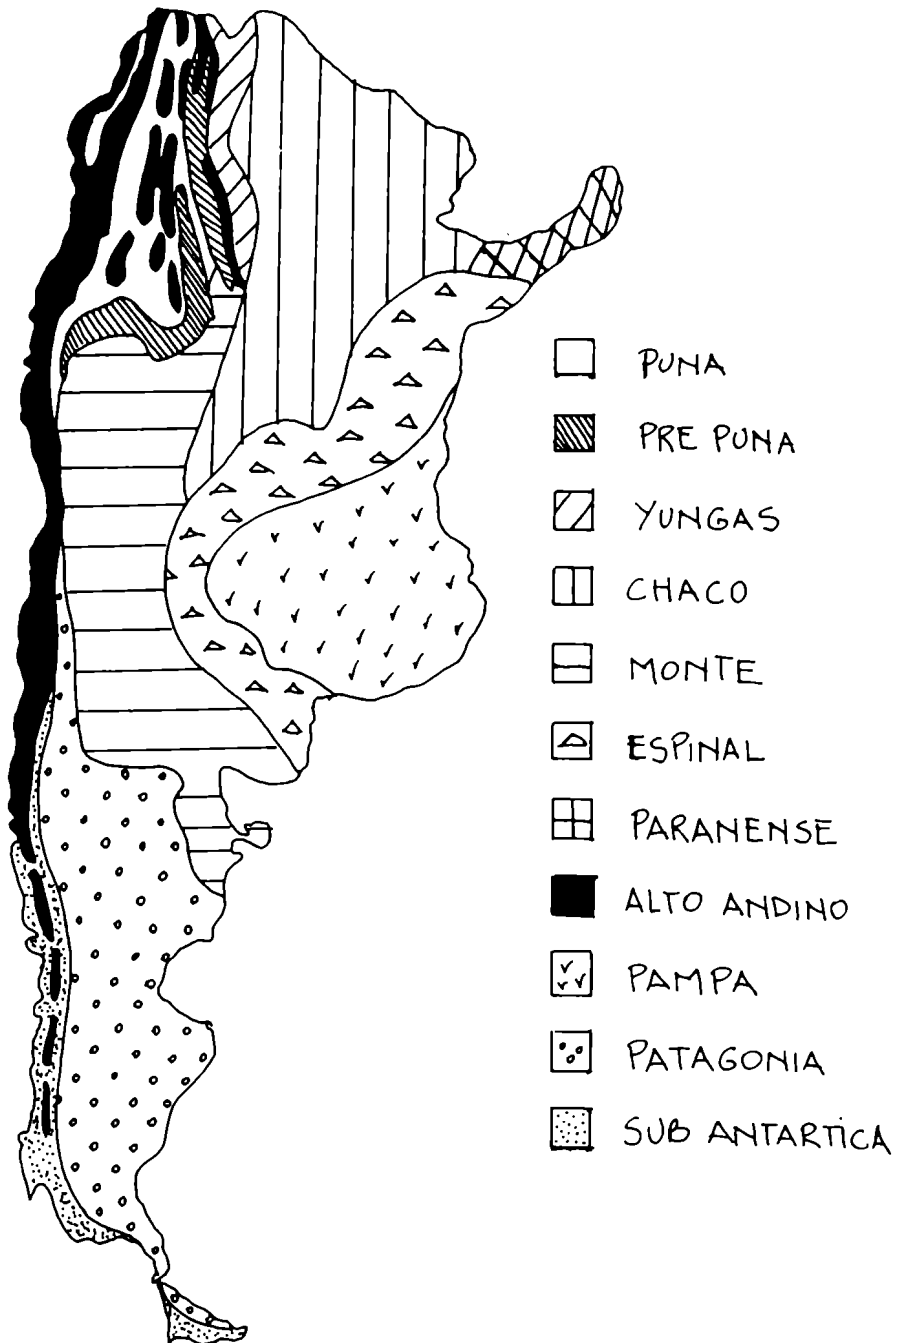 PUNA
PRE PUNA
YUNGAS
CHACO
MONTE
ESPINAL
PARANENSE
ALTO ANDINO
PAMPA
PATAGONIA
SUB ANTARTICA